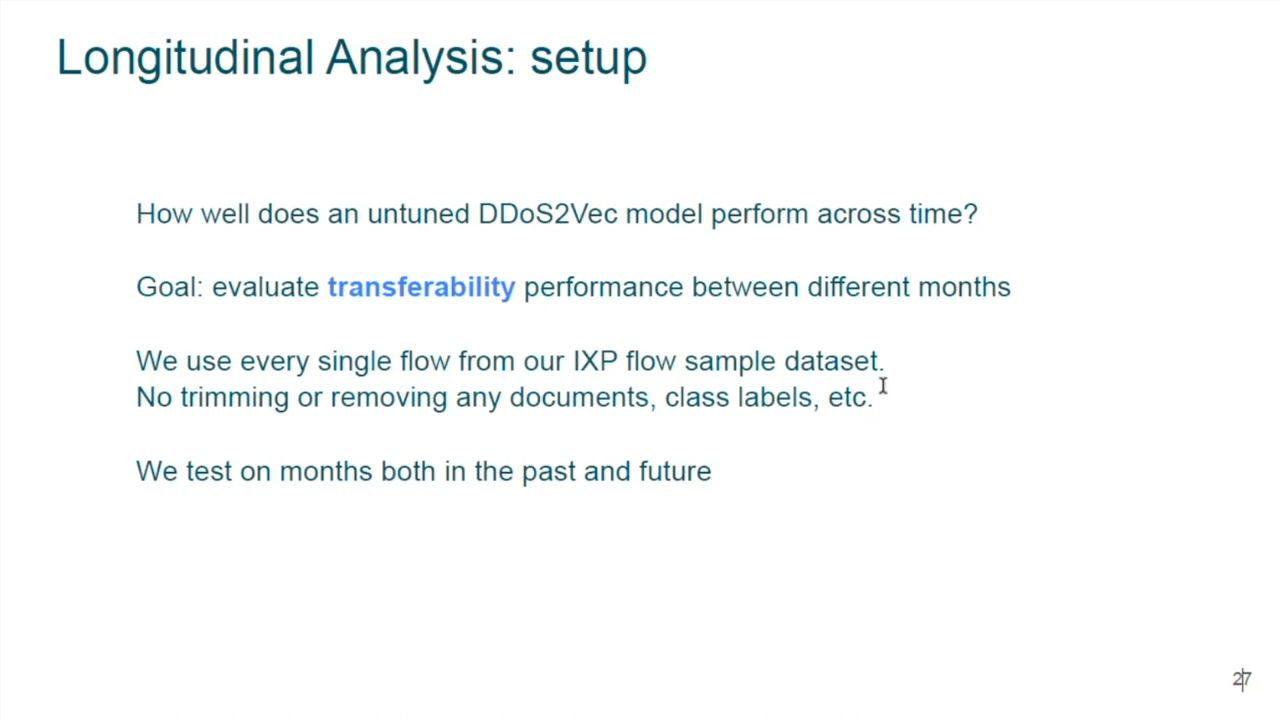 Longitudinal Analysis: setup
How well does an untuned DDoS2Vec model perform across time?
Goal: evaluate transferability performance between different months
We use every single flow from our IXP flow sample dataset.
No trimming or removing any documents, class labels, etc.
We test on months both in the past and future
27